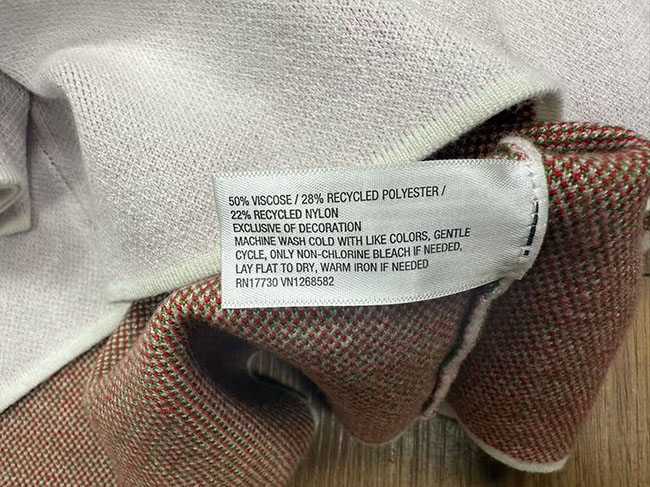 50% VISCOSE / 28% RECYCLED POLYESTER /
22% RECYCLED NYLON
EXCLUSIVE OF DECORATION
MACHINE WASH COLD WITH LIKE COLORS, GENTLE
CYCLE, ONLY NON-CHLORINE BLEACH IF NEEDED,
LAY FLAT TO DRY, WARM IRON IF NEEDED
RN17730 VN1268582